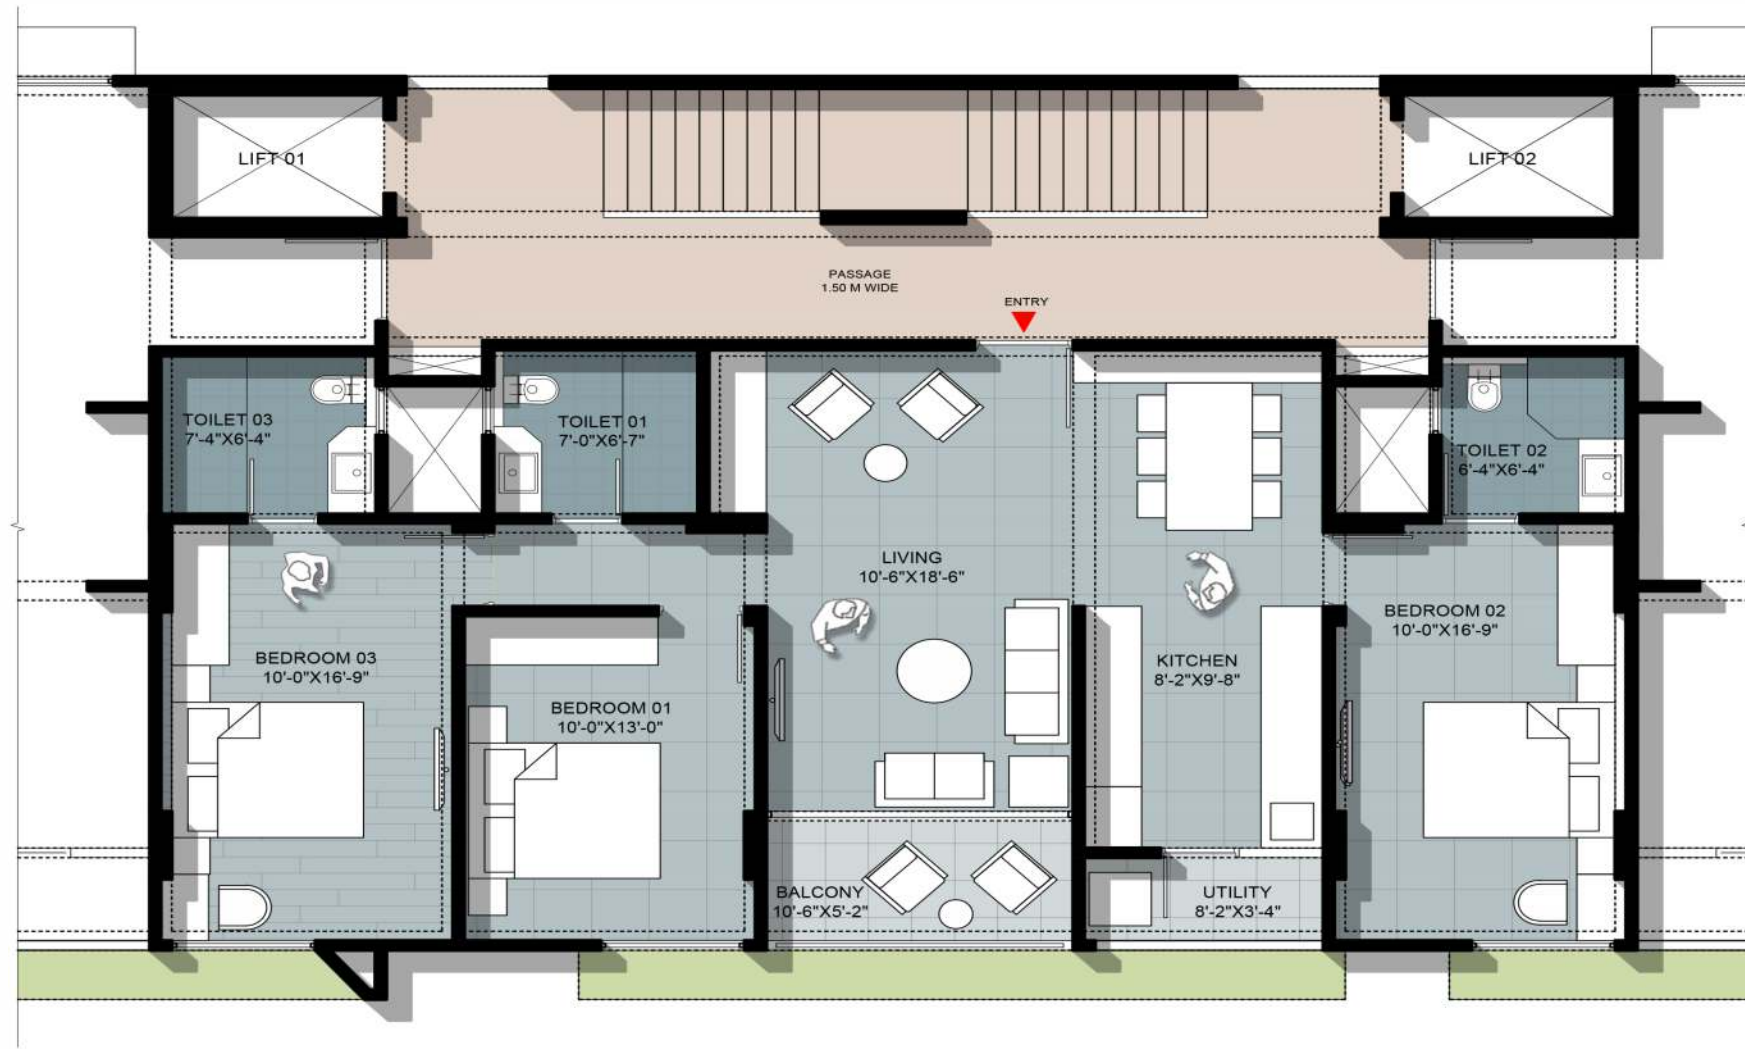 LIFT 01
LIFT 02
PASSAGE
1.50 M WIDE
ENTRY
TOILET 03
7'-4"X6'-4"
TOILET 01
7'-0"X6'-7"
TOILET 02
6'-4"X6'-4"
LIVING
10'-6"X18'-6"
BEDROOM 03
10'-0"X16'-9"
BEDROOM 01
10'-0"X13'-0"
KITCHEN
8'-2"X9'-8"
BEDROOM 02
10'-0"X16'-9"
BALCONY
10'-6"X5'-2"
UTILITY
8'-2"X3'-4"